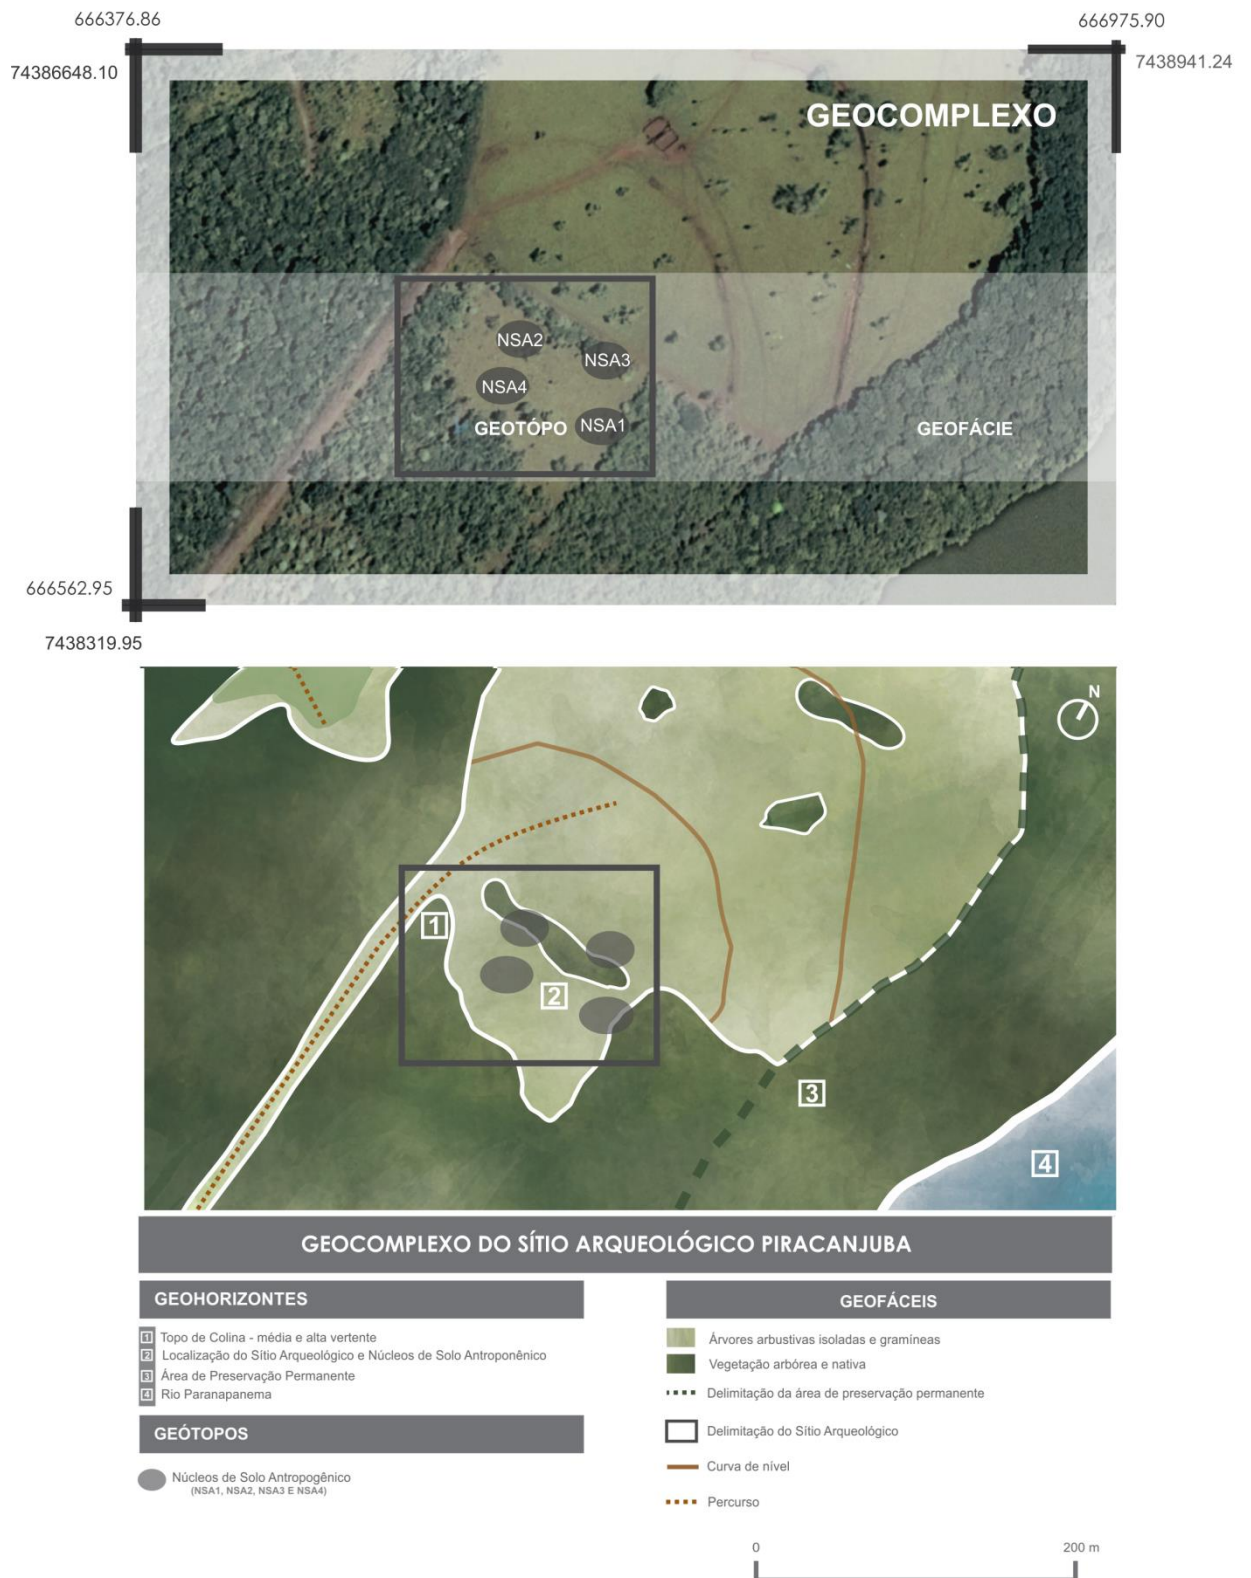 666376.86
666975.90
74386648.10
7438941.24
GEOCOMPLEXO
NSA2
NSA3
NSA4
GEOTÓPO
NSA1
GEOFÁCIE
666562.95
7438319.95
N
1
2
3
4
GEOCOMPLEXO DO SÍTIO ARQUEOLÓGICO PIRACANJUBA
GEOHORIZONTES
1 Topo de Colina - média e alta vertente
2 Localização do Sítio Arqueológico e Núcleos de Solo Antroponênico
3 Área de Preservação Permanente
4 Rio Paranapanema
GEÓTOPOS
Núcleos de Solo Antropogênico
(NSA1, NSA2, NSA3 E NSA4)
GEOFÁCEIS
Árvores arbustivas isoladas e gramíneas
Vegetação arbórea e nativa
Delimitação da área de preservação permanente
Delimitação do Sítio Arqueológico
Curva de nível
Percurso
0 200 m